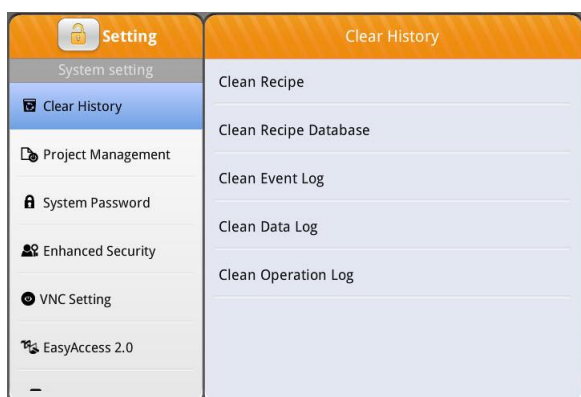 Setting
System setting
Clear History
Project Management
System Password
Enhanced Security
VNC Setting
EasyAccess 2.0
Clear History
Clean Recipe
Clean Recipe Database
Clean Event Log
Clean Data Log
Clean Operation Log